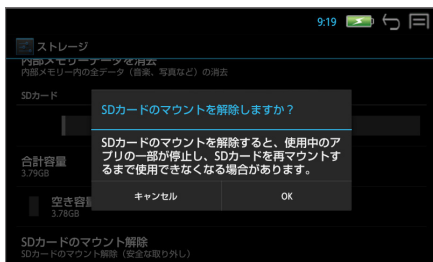 9:19
ストレージ
内部メモリーデータを消去
内部メモリー内の全データ（音楽、写真など）の消去
SDカード
SDカードのマウントを解除しますか？
SDカードのマウントを解除すると、使用中のア
プリの一部が停止し、SDカードを再マウントす
るまで使用できなくなる場合があります。
合計容量
3.79GB
キャンセル
OK
空き容量
3.78GB
SDカードのマウント解除
SDカードのマウント解除（安全な取り外し）